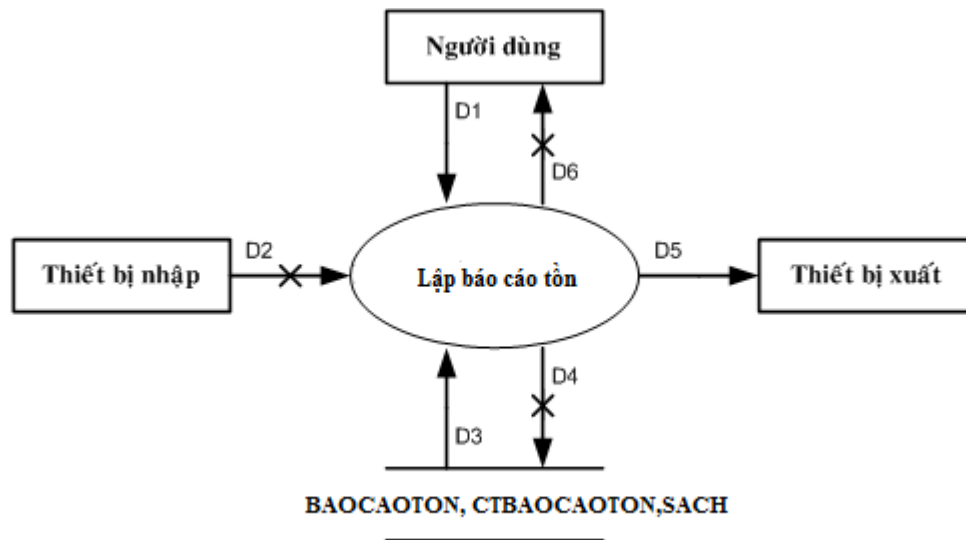 Người dùng
D1
D6
D2
D5
Thiết bị nhập
Lập báo cáo tồn
Thiết bị xuất
D4
D3
BAOCAOTON, CTBAOCAOTON,SACH